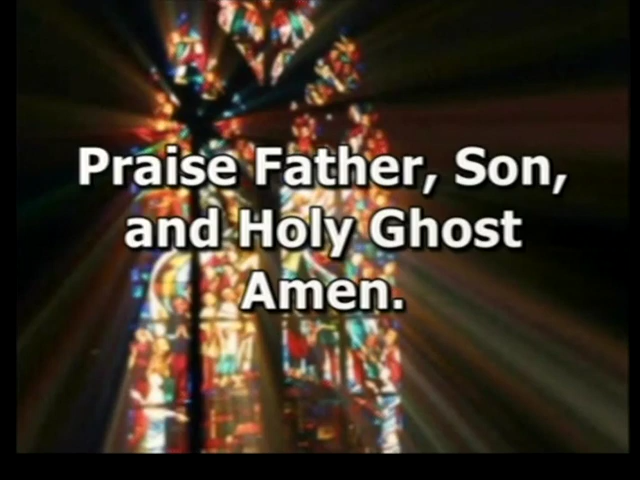 Praise Father, Son,
and Holy Ghost
Amen.